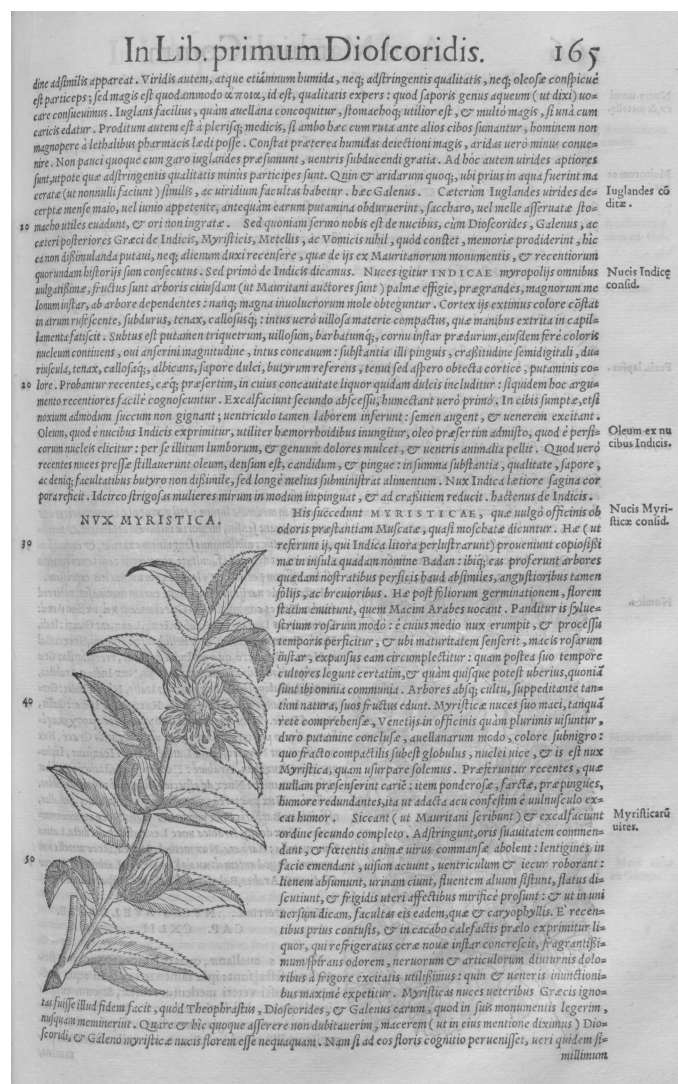 In Lib. primum Dioſcoridis. 165
dine adſimilis appareat. Viridis autem, atque etiāmnum humida, neq; adſtringentis qualitatis, neq; oleoſæ conſpicuè
eſt particeps; ſed magis eſt quodammodo ἄποιοι, id eſt, qualitatis expers: quod ſaporis genus aqueum (ut dixi) uo=
care conſueuimus. Iuglans facilius, quàm auellana concoquitur, ſtomachoq; utilior eſt, & multò magis, ſi unà cum
caricis edatur. Proditum autem eſt à pleriſq; medicis, ſi ambo hæc cum ruta ante alios cibos ſumantur, hominem non
magnopere à lethalibus pharmacis lædi poſſe. Conſtat præterea humidas deiectioni magis, aridas uerò minus conue=
nire. Non pauci quoque cum garo iuglandes præſumunt, uentris ſubducendi gratia. Ad hoc autem uirides aptiores
ſunt, utpote quæ adſtringentis qualitatis minùs participes ſunt. Quin & aridarum quoq;, ubi prius in aqua fuerint ma
ceratæ (ut nonnulli faciunt) ſimilis, ac uiridium facultas habetur. hæc Galenus. Cæterùm Iuglandes uirides de=
cerptæ menſe maio, uel iunio appetente, antequàm earum putamina obduruerint, ſaccharo, uel melle aſſeruatæ ſto=
Iuglandes cō
ditæ.
10 macho utiles euadunt, & ori non ingratæ. Sed quoniam ſermo nobis eſt de nucibus, cùm Dioſcorides, Galenus, ac
cæteri poſteriores Græci de Indicis, Myriſticis, Metellis, ac Vomicis nihil, quod conſtet, memoriæ prodiderint, hìc
ea non dißimulanda putaui, neq; alienum duxi recenſere, quæ de ijs ex Mauritanorum monumentis, & recentiorum
quorundam hiſtorijs ſum conſecutus. Sed primò de Indicis dicamus. Nuces igitur INDICAE myropolijs omnibus
uulgatißimæ, fructus ſunt arboris cuiuſdam (ut Mauritani auctores ſunt) palmæ effigie, prægrandes, magnorum me
Nucis Indicę
conſid.
lonum inſtar, ab arbore dependentes: nanq; magna inuolucrorum mole obteguntur. Cortex ijs extimus colore cōſtat
in atrum rufeſcente, ſubdurus, tenax, calloſusq;: intus uerò uilloſa materie compactus, quæ manibus extrita in capil=
lamenta fatiſcit. Subtus eſt putamen triquetrum, uilloſum, barbatumq;, cornu inſtar prædurum, eiuſdem ferè coloris
nucleum continens, oui anſerini magnitudine, intus concauum: ſubſtantia illi pinguis, craßitudine ſemidigitali, du=
riuſcula, tenax, calloſaq;, albicans, ſapore dulci, butyrum referens, tenui ſed aſpero obtecta cortice, putaminis co=
20 lore. Probantur recentes, eæq; præſertim, in cuius concauitate liquor quidam dulcis includitur: ſiquidem hoc argu=
mento recentiores facilè cognoſcuntur. Excalfaciunt ſecundo abſceſſu, humectant uerò primo. In cibis ſumptæ, etſi
noxium admodum ſuccum non gignant; uentriculo tamen laborem inferunt: ſemen augent, & uenerem excitant.
Oleum, quod è nucibus Indicis exprimitur, utiliter hæmorrhoidibus inungitur, oleo præſertim admiſto, quod è perſi=
corum nucleis elicitur: per ſe illitum lumborum, & genuum dolores mulcet, & uentris animalia pellit. Quod uerò
Oleum ex nu
cibus Indicis.
recentes nuces preſſæ ſtillauerunt oleum, denſum eſt, candidum, & pingue: in ſumma ſubſtantia, qualitate, ſapore,
ac deniq; facultatibus butyro non dißimile, ſed longè melius ſubminiſtrat alimentum. Nux Indica lætiore ſagina cor
pora reficit. Idcirco ſtrigoſas mulieres mirum in modum impinguat, & ad craßitiem reducit. hactenus de Indicis.
NVX MYRISTICA.
His ſuccedunt MYRISTICAE, quæ uulgò officinis ob
odoris præſtantiam Muſcatæ, quaſi moſchatæ dicuntur. Hæ (ut
Nucis Myri-
ſticæ conſid.
30 referunt ij, qui Indica litora perluſtrarunt) proueniunt copioſißi
mæ in inſula quadam nomine Badan: ibiq; eas proferunt arbores
quædam noſtratibus perſicis haud abſimiles, anguſtioribus tamen
folijs, ac breuioribus. Hæ poſt foliorum germinationem, florem
ſtatim emittunt, quem Macim Arabes uocant. Panditur is ſylue=
ſtrium roſarum modo: è cuius medio nux erumpit, & proceſſu
temporis perficitur, & ubi maturitatem ſenſerit, macis roſarum
inſtar, expanſus eam circumplectitur: quam poſtea ſuo tempore
cultores legunt certatim, & quàm quiſque poteſt uberius, quoniā
ſunt ibi omnia communia. Arbores abſq; cultu, ſuppeditante tan=
40 tùm natura, ſuos fructus edunt. Myriſticæ nuces ſuo maci, tanquā
rete comprehenſæ, Venetijs in officinis quàm plurimis uiſuntur,
duro putamine concluſæ, auellanarum modo, colore ſubnigro:
quo fracto compactilis ſubeſt globulus, nuclei uice, & is eſt nux
Myriſtica, quam uſurpare ſolemus. Præferuntur recentes, quæ
nullam præſenſerint cariē: item ponderoſæ, farctæ, præpingues,
humore redundantes, ita ut adacta acu confeſtim è uulnuſculo ex=
eat humor. Siccant (ut Mauritani ſcribunt) & excalfaciunt
ordine ſecundo completo. Adſtringunt, oris ſuauitatem commen=
Myriſticarū
uires.
dant, & fœtentis animæ uirus commanſæ abolent: lentigines in
50 facie emendant, uiſum acuunt, uentriculum & iecur roborant:
lienem abſumunt, urinam ciunt, fluentem aluum ſiſtunt, flatus di=
ſcutiunt, & frigidis uteri affectibus mirificè proſunt: & ut in uni
uerſum dicam, facultas eis eadem, quæ & caryophyllis. E recen=
tibus prius contuſis, & in cacabo calefactis prælo exprimitur li=
quor, qui refrigeratus ceræ nouæ inſtar concreſcit, fragrantißi=
mum ſpirans odorem, neruorum & articulorum diuturnis dolo=
ribus à frigore excitatis utilißimus: quin & ueneris inunctioni=
bus maximè expetitur. Myriſticas nuces ueteribus Græcis igno=
tas fuiſſe illud fidem facit, quòd Theophraſtus, Dioſcorides, & Galenus earum, quod in ſuis monumentis legerim,
nuſquam meminerint. Quare & hìc quoque aſſerere non dubitauerim, macerem (ut in eius mentione diximus) Dio=
ſcoridi, & Galeno myriſticæ nucis florem eſſe nequaquam. Nam ſi ad eos floris cognitio perueniſſet, ueri quidem ſi=
millimum